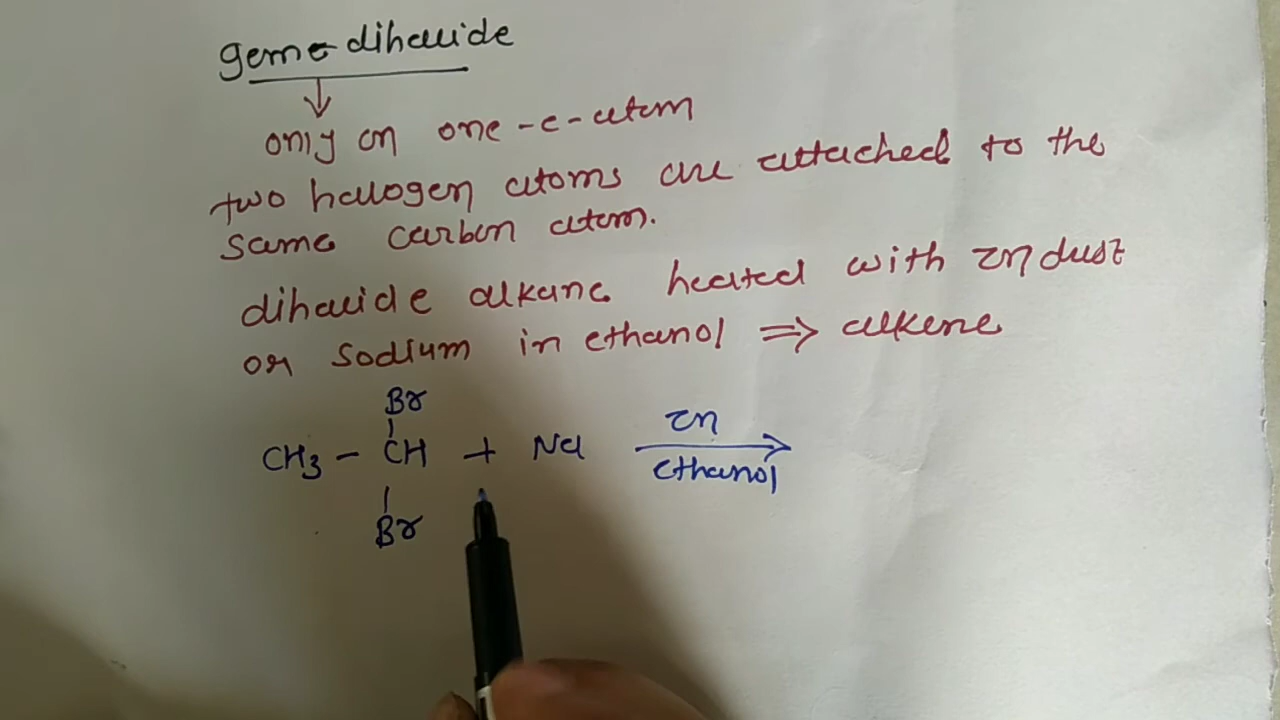 geme dihalide
only on one-c-atom
two halogen atoms are attached to the
same carbon atom.
dihalide alkane heated with zn dust
or sodium in ethanol ⇒ alkene
Br
CH3 - CH + Na
Br
zn
ethanol